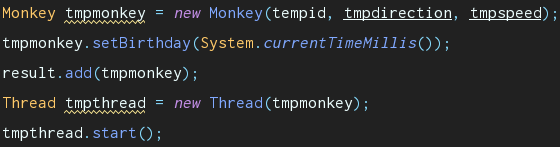 Monkey tmpmonkey = new Monkey(tempid, tmpdirection, tmpspeed);
tmpmonkey.setBirthday(System.currentTimeMillis());
result.add(tmpmonkey);
Thread tmpthread = new Thread(tmpmonkey);
tmpthread.start();